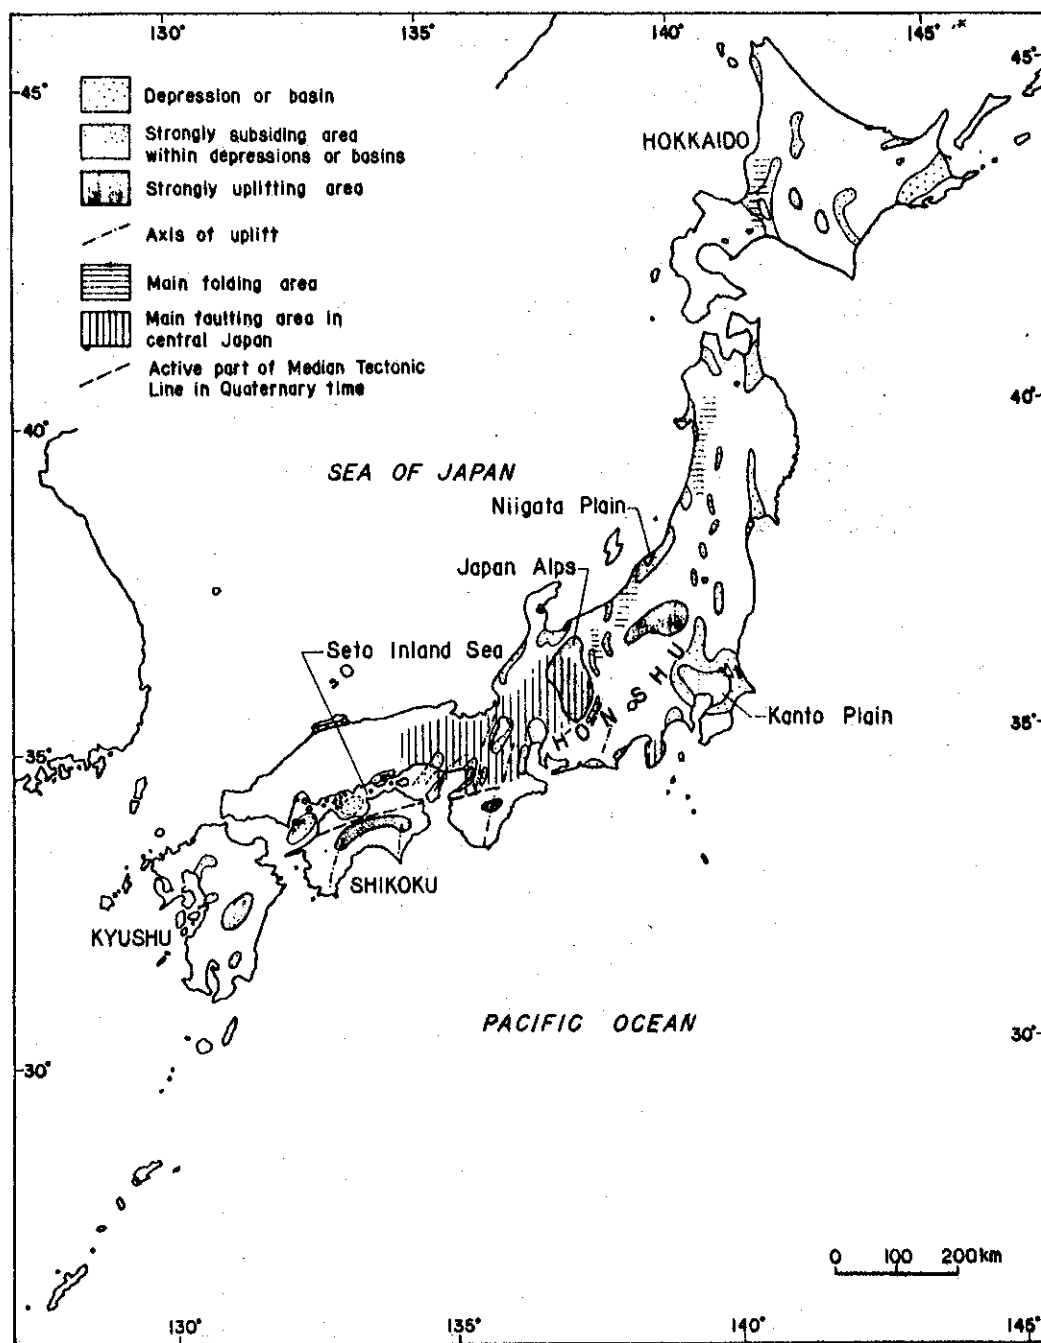 130°
135°
140°
145°
45°
45°
Depression or basin
Strongly subsiding area
within depressions or basins
Strongly uplifting area
Axis of uplift
Main folding area
Main faulting area in
central Japan
Active part of Median Tectonic
Line in Quaternary time
HOKKAIDO
40°
40°
SEA OF JAPAN
Niigata Plain
Japan Alps
Seto Inland Sea
HONSHU
Kanto Plain
35°
35°
SHIKOKU
KYUSHU
PACIFIC OCEAN
30°
30°
0 100 200km
130°
135°
140°
145°